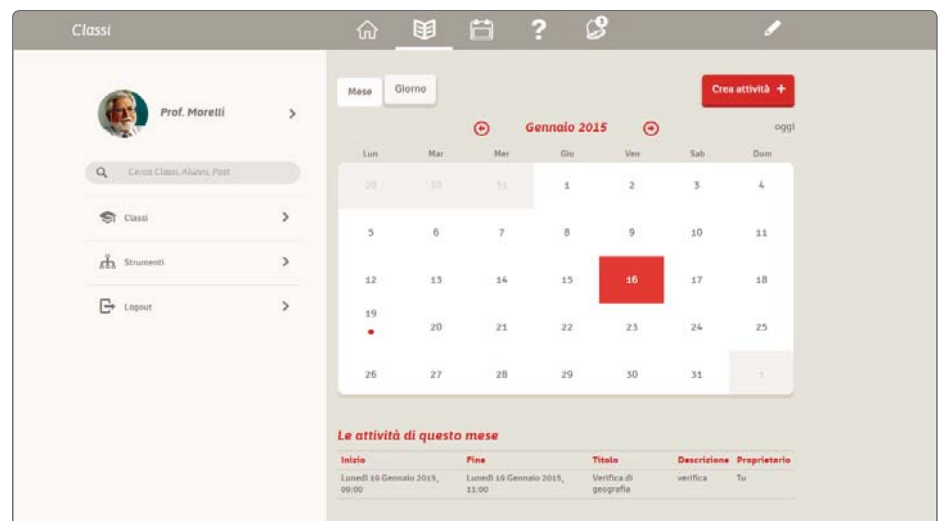 Classi
?
3
Prof. Morelli
Cerca Classi, Alunni, Post
Classi
Strumenti
Logout
Mese Giorno
Crea attività +
Gennaio 2015
oggi
Lun Mar Mer Gio Ven Sab Dom
29 30 31 1 2 3 4
5 6 7 8 9 10 11
12 13 14 15 16 17 18
19 20 21 22 23 24 25
26 27 28 29 30 31 1
Le attività di questo mese
Inizio Fine Titolo Descrizione Proprietario
Lunedì 19 Gennaio 2015, Lunedì 19 Gennaio 2015, Verifica di verifica Tu
09:00 11:00 geografia